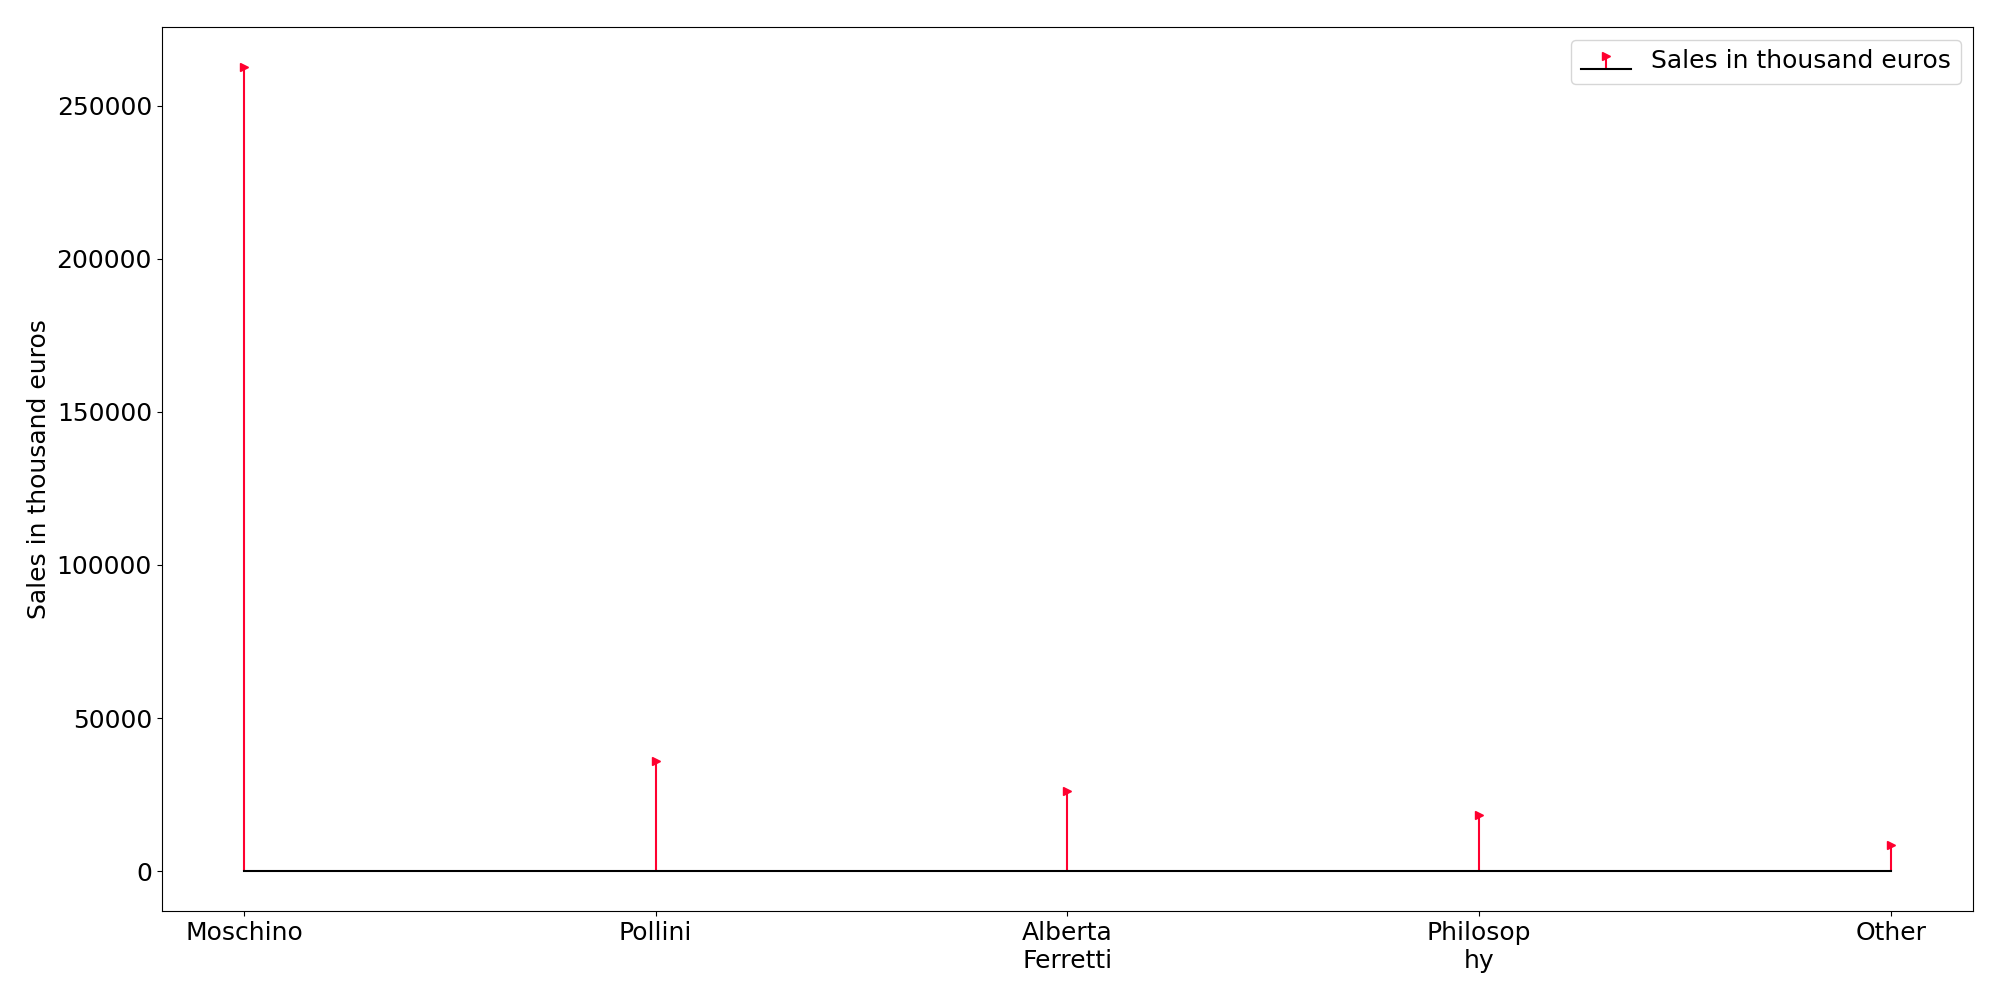 Sales in thousand euros
250000
200000
150000
100000
50000
0
Sales in thousand euros
Moschino
Pollini
Alberta
Ferretti
Philosop
hy
Other